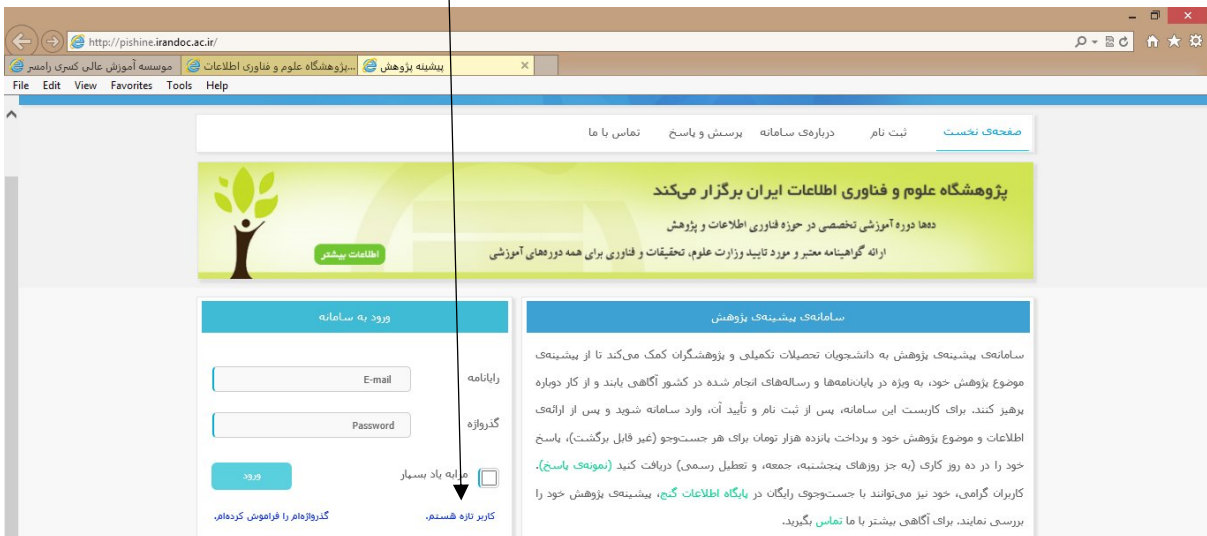 http://pishine.irandoc.ac.ir/
موسسه آموزش عالی کسری رامسر
پژوهشگاه علوم و فناوری اطلاعات...
پیشینه پژوهش
File Edit View Favorites Tools Help
صفحه‌ی نخست ثبت نام درباره‌ی سامانه پرسش و پاسخ تماس با ما
پژوهشگاه علوم و فناوری اطلاعات ایران برگزار می‌کند
ده‌ها دوره آموزشی تخصصی در حوزه فناوری اطلاعات و پژوهش
ارائه گواهینامه معتبر و مورد تایید وزارت علوم، تحقیقات و فناوری برای همه دوره‌های آموزشی
اطلاعات بیشتر
سامانه‌ی پیشینه‌ی پژوهش
سامانه‌ی پیشینه‌ی پژوهش به دانشجویان تحصیلات تکمیلی و پژوهشگران کمک می‌کند تا از پیشینه‌ی
موضوع پژوهش خود، به ویژه در پایان‌نامه‌ها و رساله‌های انجام شده در کشور آگاهی یابند و از کار دوباره
پرهیز کنند. برای کاربست این سامانه، پس از ثبت نام و تأیید آن، وارد سامانه شوید و پس از ارائه‌ی
اطلاعات و موضوع پژوهش خود و پرداخت پانزده هزار تومان برای هر جست‌وجو (غیر قابل برگشت)، پاسخ
خود را در ده روز کاری (به جز روزهای پنجشنبه، جمعه، و تعطیل رسمی) دریافت کنید (نمونه‌ی پاسخ).
کاربران گرامی، خود نیز می‌توانند با جست‌وجوی رایگان در پایگاه اطلاعات گنج، پیشینه‌ی پژوهش خود را
بررسی نمایند. برای آگاهی بیشتر با ما تماس بگیرید.
ورود به سامانه
رایانامه E-mail
گذرواژه Password
مرا به یاد بسپار
ورود
کاربر تازه هستم.
گذرواژه‌ام را فراموش کرده‌ام.